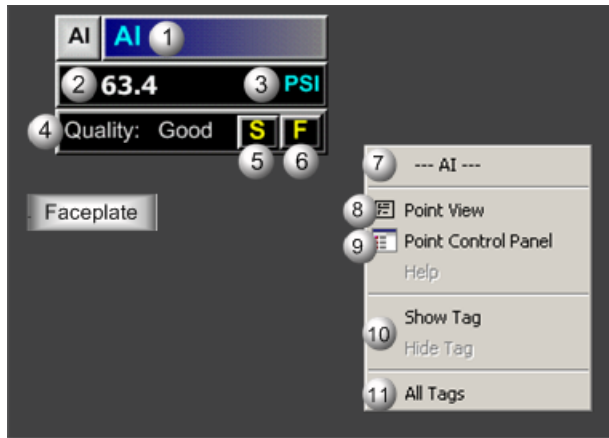 AI AI 1
2 63.4 3 PSI
4 Quality: Good S F
5 6
Faceplate
7 --- AI ---
8 Point View
9 Point Control Panel
Help
Show Tag
10
Hide Tag
11 All Tags